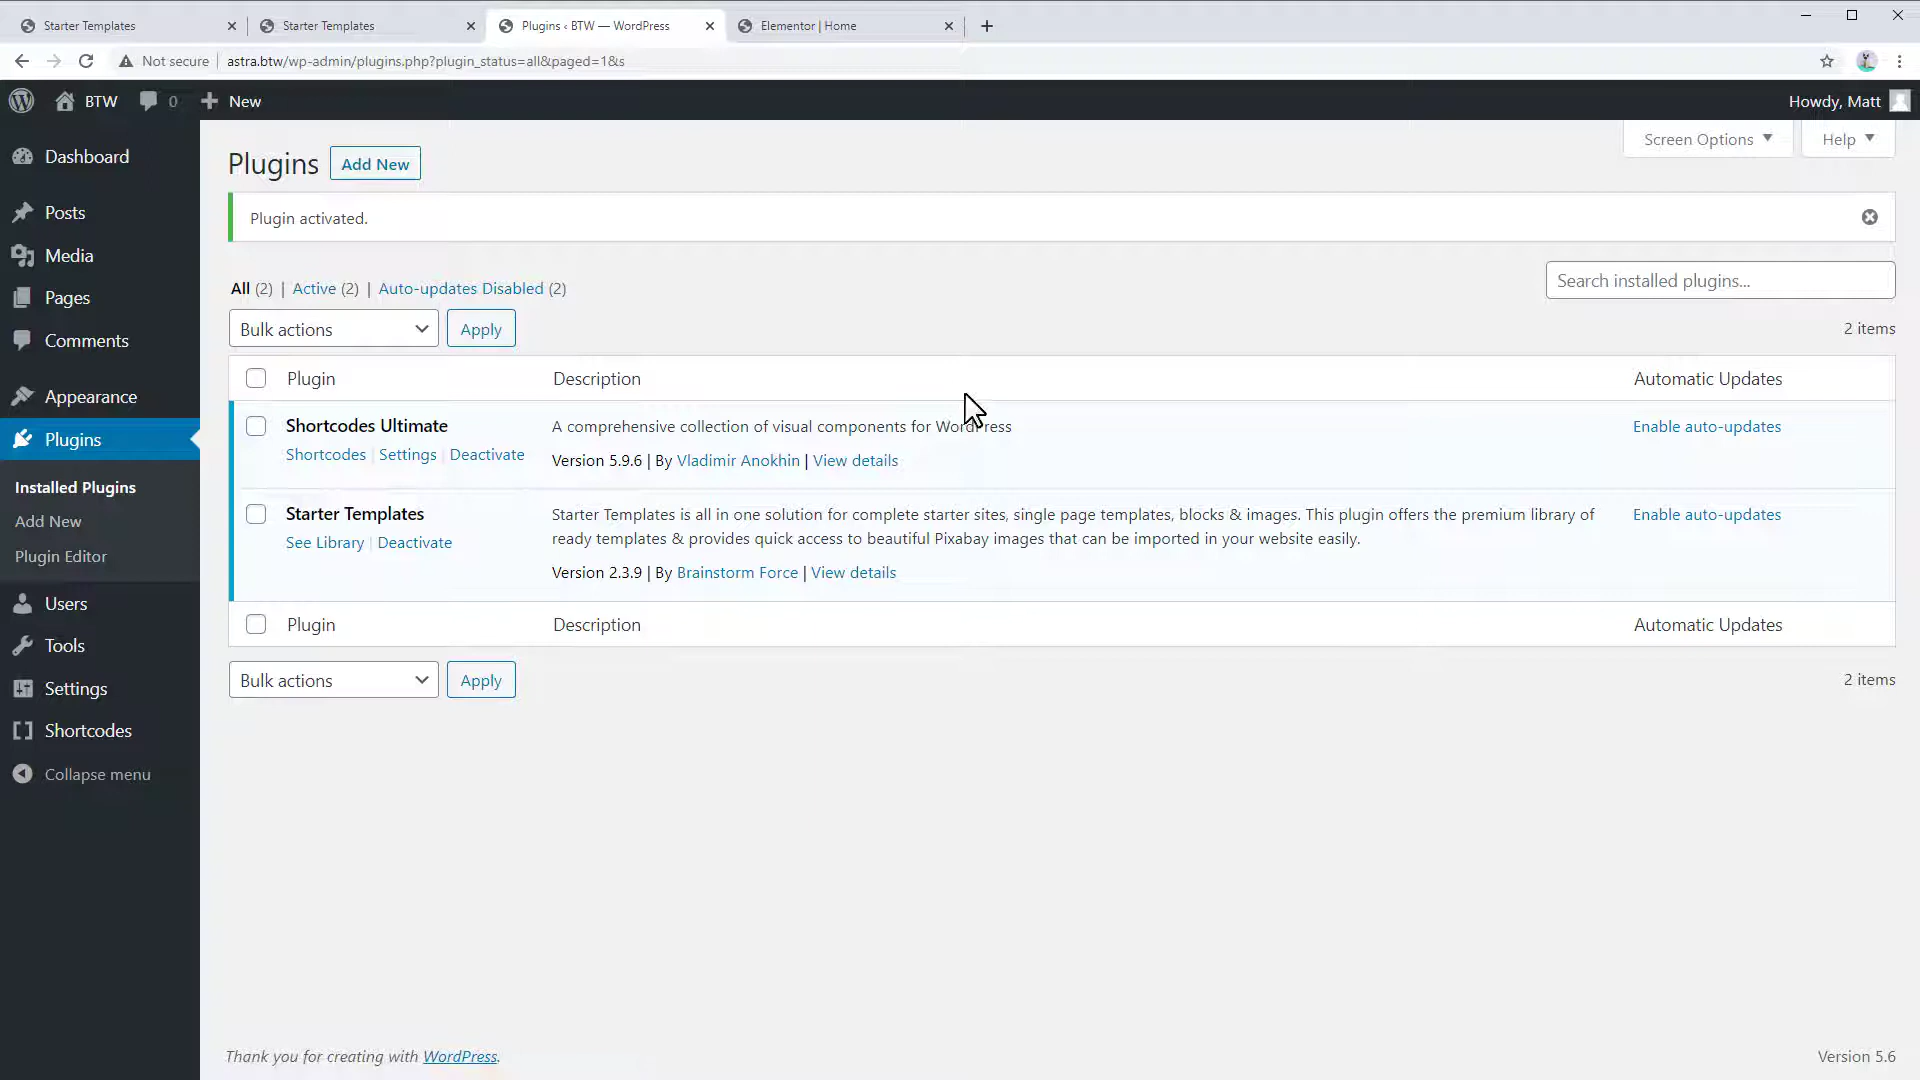 Starter Templates
Starter Templates
Plugins ‹ BTW — WordPress
Elementor | Home
Not secure
astra.btw/wp-admin/plugins.php?plugin_status=all&paged=1&s
BTW
0
New
Howdy, Matt
Dashboard
Posts
Media
Pages
Comments
Appearance
Plugins
Installed Plugins
Add New
Plugin Editor
Users
Tools
Settings
Shortcodes
Collapse menu
Screen Options
Help
Plugins
Add New
Plugin activated.
All (2) | Active (2) | Auto-updates Disabled (2)
Search installed plugins...
Bulk actions
Apply
2 items
Plugin
Description
Automatic Updates
Shortcodes Ultimate
Shortcodes | Settings | Deactivate
A comprehensive collection of visual components for WordPress
Version 5.9.6 | By Vladimir Anokhin | View details
Enable auto-updates
Starter Templates
See Library | Deactivate
Starter Templates is all in one solution for complete starter sites, single page templates, blocks & images. This plugin offers the premium library of
ready templates & provides quick access to beautiful Pixabay images that can be imported in your website easily.
Version 2.3.9 | By Brainstorm Force | View details
Enable auto-updates
Plugin
Description
Automatic Updates
Bulk actions
Apply
2 items
Thank you for creating with WordPress.
Version 5.6